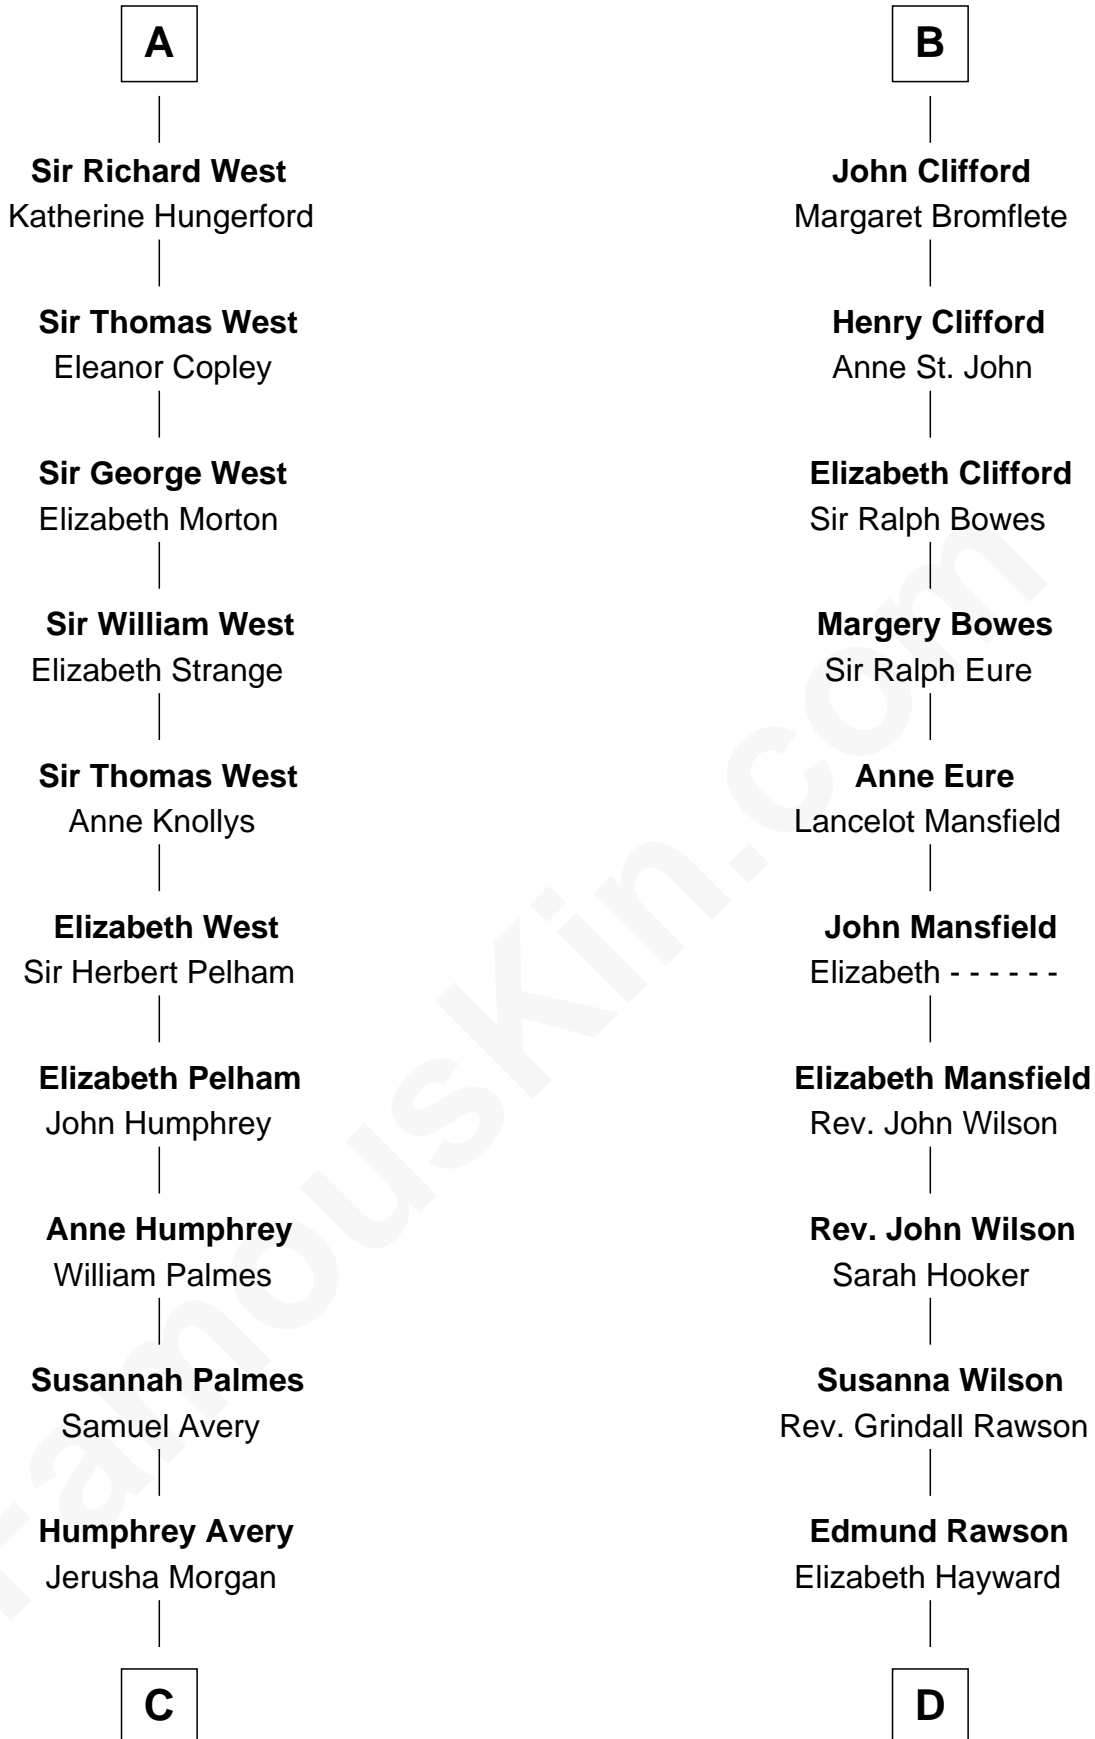 A
Sir Richard West
Katherine Hungerford
Sir Thomas West
Eleanor Copley
Sir George West
Elizabeth Morton
Sir William West
Elizabeth Strange
Sir Thomas West
Anne Knollys
Elizabeth West
Sir Herbert Pelham
Elizabeth Pelham
John Humphrey
Anne Humphrey
William Palmes
Susannah Palmes
Samuel Avery
Humphrey Avery
Jerusha Morgan
C
B
John Clifford
Margaret Bromflete
Henry Clifford
Anne St. John
Elizabeth Clifford
Sir Ralph Bowes
Margery Bowes
Sir Ralph Eure
Anne Eure
Lancelot Mansfield
John Mansfield
Elizabeth - - - - - -
Elizabeth Mansfield
Rev. John Wilson
Rev. John Wilson
Sarah Hooker
Susanna Wilson
Rev. Grindall Rawson
Edmund Rawson
Elizabeth Hayward
D
FamousKin.com